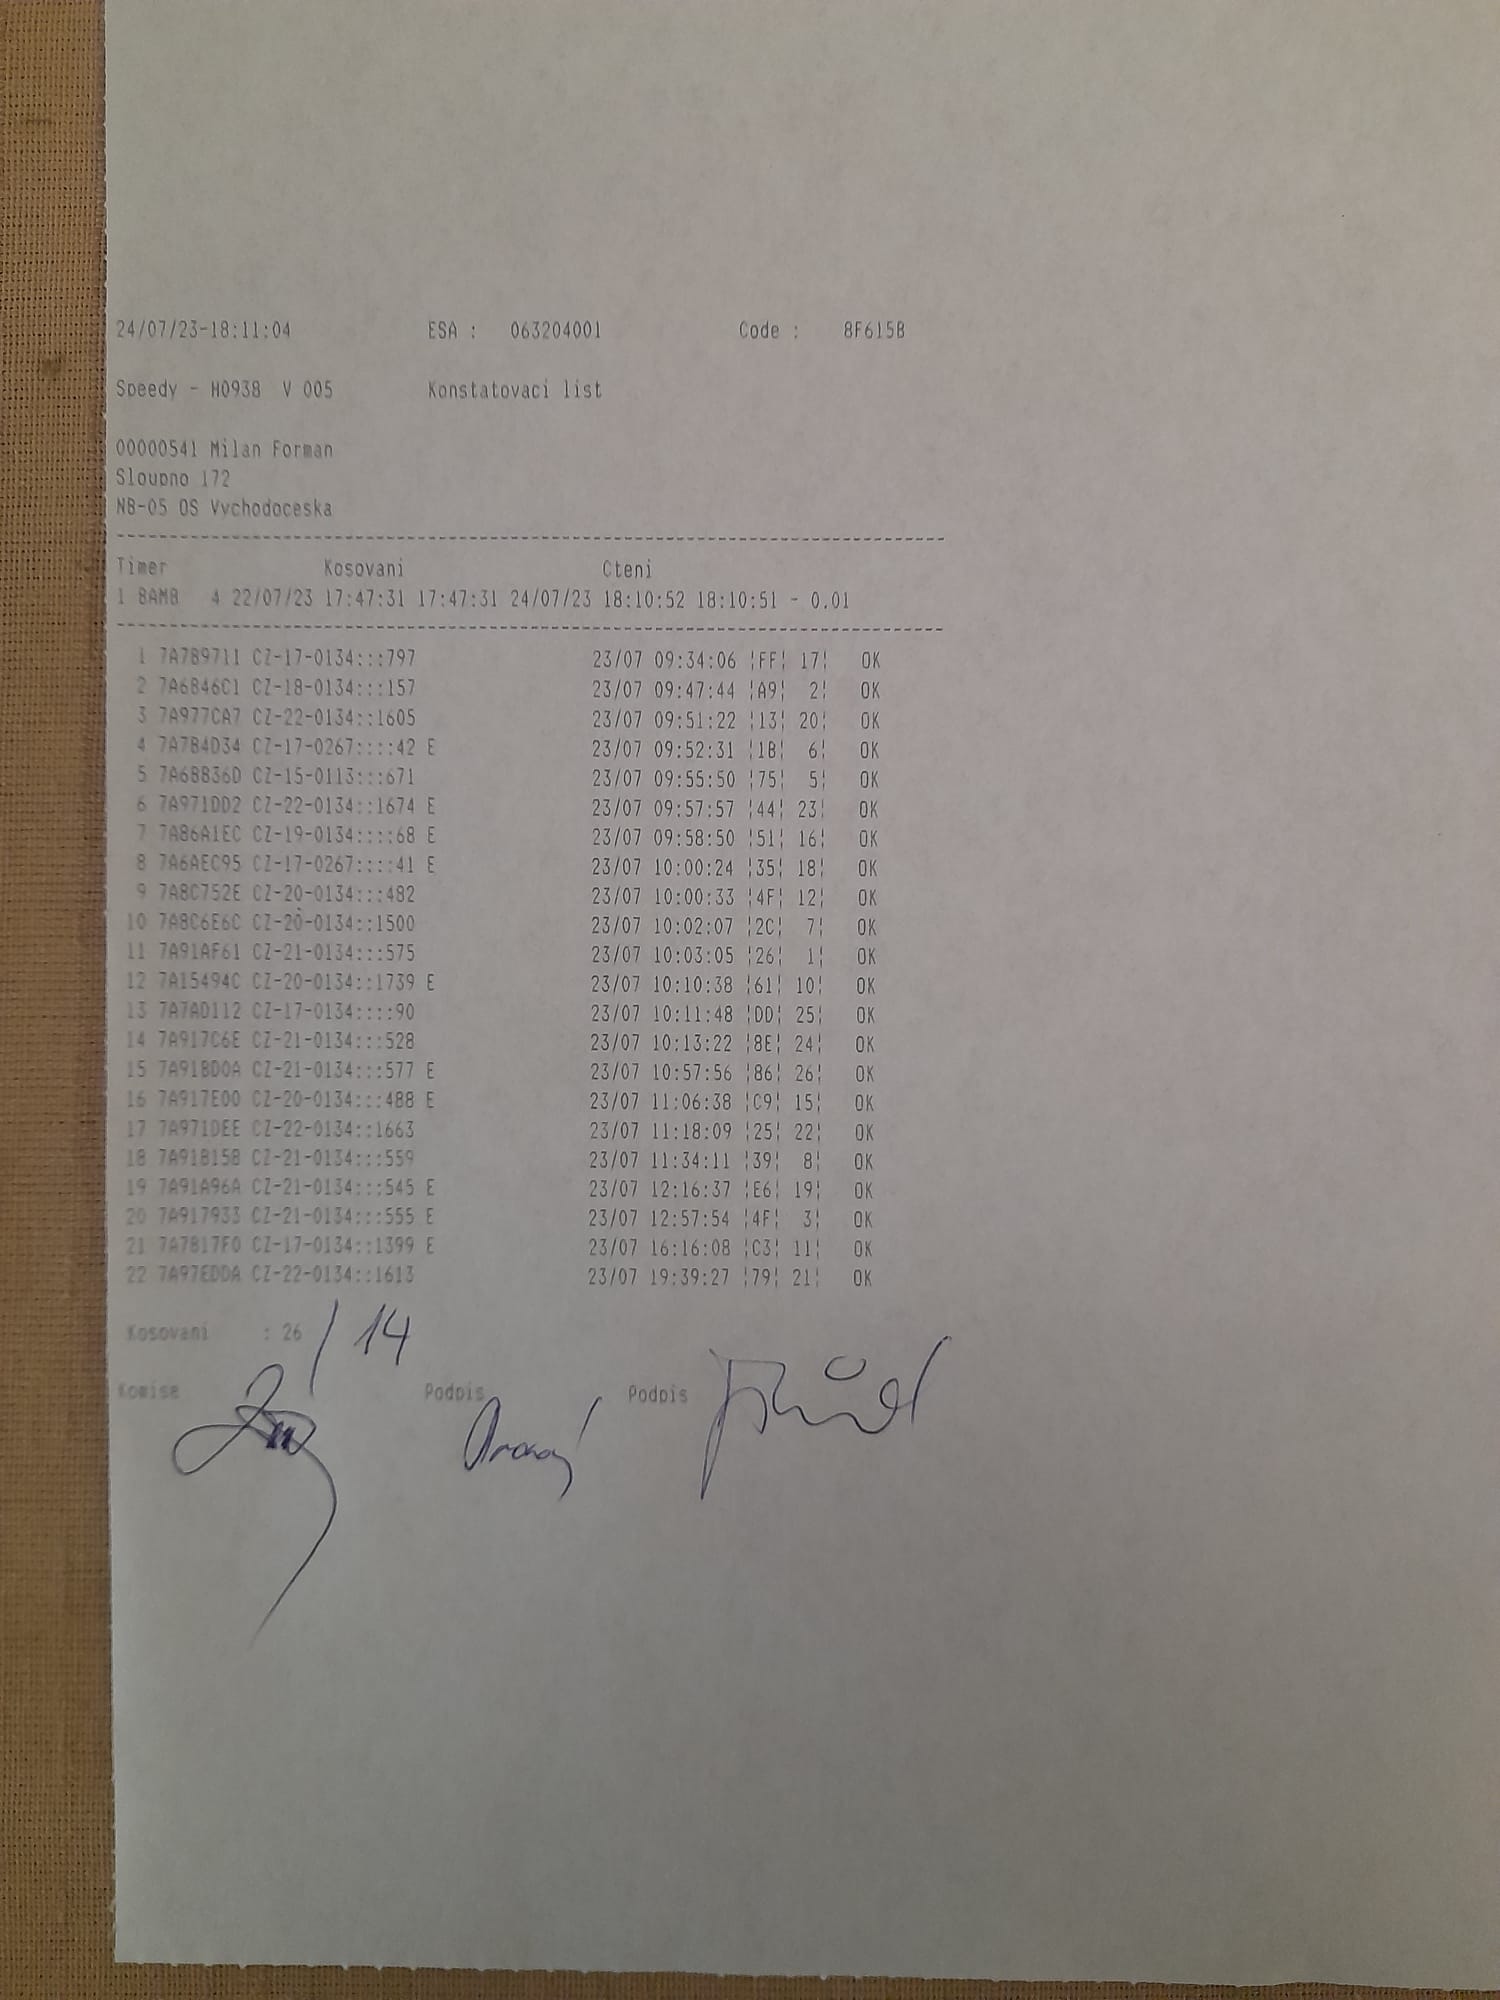 24/07/23-18:11:04 ESA : 063204001 Code : 8F615B
Speedy - H0938 V 005 Konstatovaci list
00000541 Milan Forman
Sloupno 172
NB-05 OS Vychodoceska
Timer Kosovani Cteni
1 BAMB 4 22/07/23 17:47:31 17:47:31 24/07/23 18:10:52 18:10:51 - 0.01
1 7A789711 CZ-17-0134:::797 23/07 09:34:06 ¦FF¦ 17¦ OK
2 7A6846C1 CZ-18-0134:::157 23/07 09:47:44 ¦A9¦ 2¦ OK
3 7A977CA7 CZ-22-0134::1605 23/07 09:51:22 ¦13¦ 20¦ OK
4 7A784D34 CZ-17-0267::::42 E 23/07 09:52:31 ¦1B¦ 6¦ OK
5 7A68836D CZ-15-0113:::671 23/07 09:55:50 ¦75¦ 5¦ OK
6 7A971DD2 CZ-22-0134::1674 E 23/07 09:57:57 ¦44¦ 23¦ OK
7 7A86A1EC CZ-19-0134::::68 E 23/07 09:58:50 ¦51¦ 16¦ OK
8 7A6AEC95 CZ-17-0267::::41 E 23/07 10:00:24 ¦35¦ 18¦ OK
9 7A8C752E CZ-20-0134:::482 23/07 10:00:33 ¦4F¦ 12¦ OK
10 7A8C6E6C CZ-20-0134::1500 23/07 10:02:07 ¦2C¦ 7¦ OK
11 7A91AF61 CZ-21-0134:::575 23/07 10:03:05 ¦26¦ 1¦ OK
12 7A15494C CZ-20-0134::1739 E 23/07 10:10:38 ¦61¦ 10¦ OK
13 7A7AD112 CZ-17-0134::::90 23/07 10:11:48 ¦DD¦ 25¦ OK
14 7A917C6E CZ-21-0134:::528 23/07 10:13:22 ¦8E¦ 24¦ OK
15 7A918D0A CZ-21-0134:::577 E 23/07 10:57:56 ¦86¦ 26¦ OK
16 7A917E00 CZ-20-0134:::488 E 23/07 11:06:38 ¦C9¦ 15¦ OK
17 7A971DEE CZ-22-0134::1663 23/07 11:18:09 ¦25¦ 22¦ OK
18 7A918158 CZ-21-0134:::559 23/07 11:34:11 ¦39¦ 8¦ OK
19 7A91A96A CZ-21-0134:::545 E 23/07 12:16:37 ¦E6¦ 19¦ OK
20 7A917933 CZ-21-0134:::555 E 23/07 12:57:54 ¦4F¦ 3¦ OK
21 7A7817F0 CZ-17-0134::1399 E 23/07 16:16:08 ¦C3¦ 11¦ OK
22 7A97EDDA CZ-22-0134::1613 23/07 19:39:27 ¦79¦ 21¦ OK
Kosovani : 26 / 14
Komise Podpis Podpis